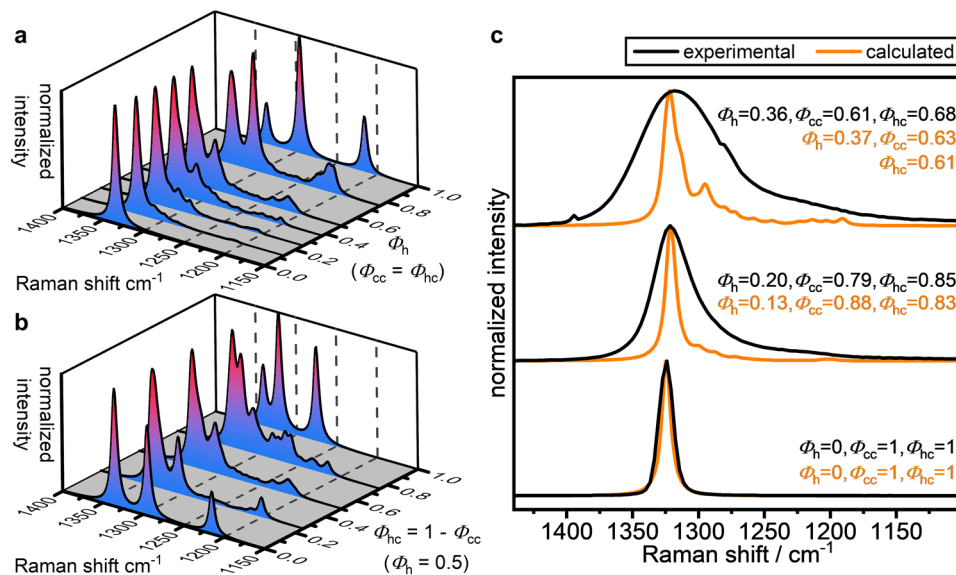 a
normalized
intensity
1400
1350
1300
1250
1200
1150
0.0
0.2
0.4
0.6
0.8
1.0
Raman shift cm⁻¹
Φh
(Φcc = Φhc)
b
normalized
intensity
1400
1350
1300
1250
1200
1150
0.0
0.2
0.4
0.6
0.8
1.0
Raman shift cm⁻¹
Φhc = 1 - Φcc
(Φh = 0.5)
c
experimental calculated
Φh=0.36,Φcc=0.61,Φhc=0.68
Φh=0.37,Φcc=0.63
Φhc=0.61
Φh=0.20,Φcc=0.79,Φhc=0.85
Φh=0.13,Φcc=0.88,Φhc=0.83
Φh=0,Φcc=1,Φhc=1
Φh=0,Φcc=1,Φhc=1
normalized intensity
1400 1350 1300 1250 1200 1150
Raman shift / cm⁻¹